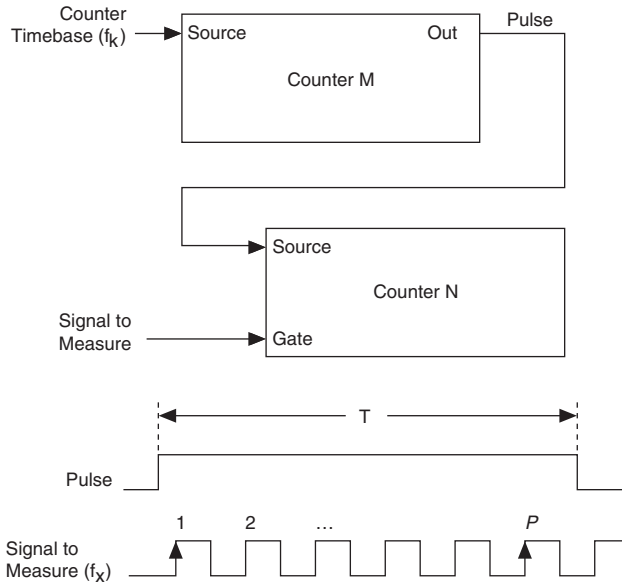 Counter
Timebase (fk)
Source
Out
Pulse
Counter M
Source
Counter N
Signal to
Measure
Gate
T
Pulse
1 2 ... P
Signal to
Measure (fx)